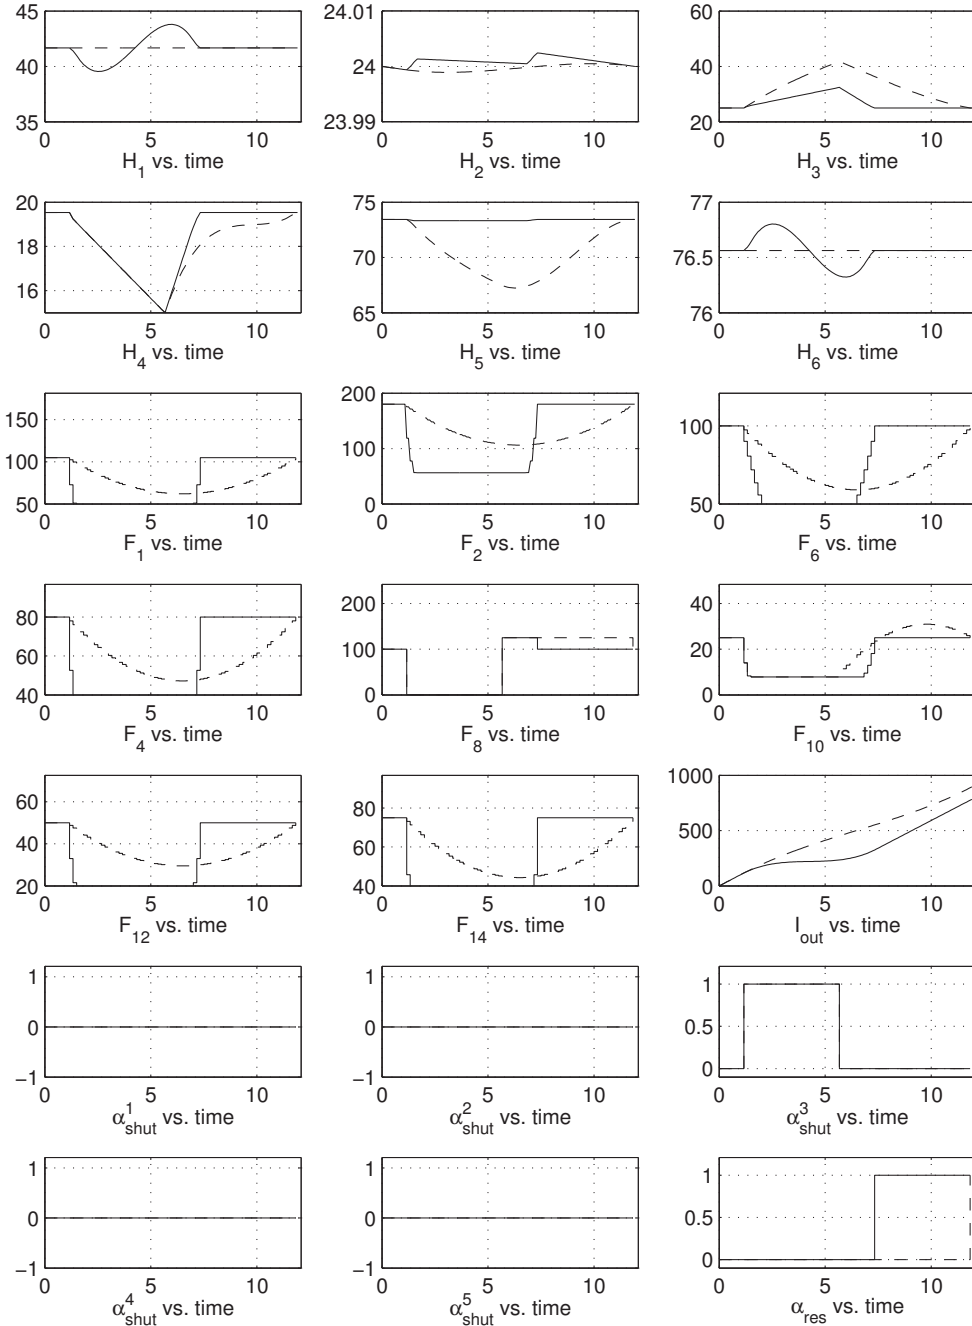 45
40
35
0 5 10
H1 vs. time
24.01
24
23.99
0 5 10
H2 vs. time
60
40
20
0 5 10
H3 vs. time
20
18
16
0 5 10
H4 vs. time
75
70
65
0 5 10
H5 vs. time
77
76.5
76
0 5 10
H6 vs. time
150
100
50
0 5 10
F1 vs. time
200
100
0
0 5 10
F2 vs. time
100
50
0 5 10
F6 vs. time
80
60
40
0 5 10
F4 vs. time
200
100
0
0 5 10
F8 vs. time
40
20
0
0 5 10
F10 vs. time
60
40
20
0 5 10
F12 vs. time
80
60
40
0 5 10
F14 vs. time
1000
500
0
0 5 10
Iout vs. time
1
0
−1
0 5 10
α1shut vs. time
1
0
−1
0 5 10
α2shut vs. time
1
0.5
0
0 5 10
α3shut vs. time
1
0
−1
0 5 10
α4shut vs. time
1
0
−1
0 5 10
α5shut vs. time
1
0.5
0
0 5 10
αres vs. time